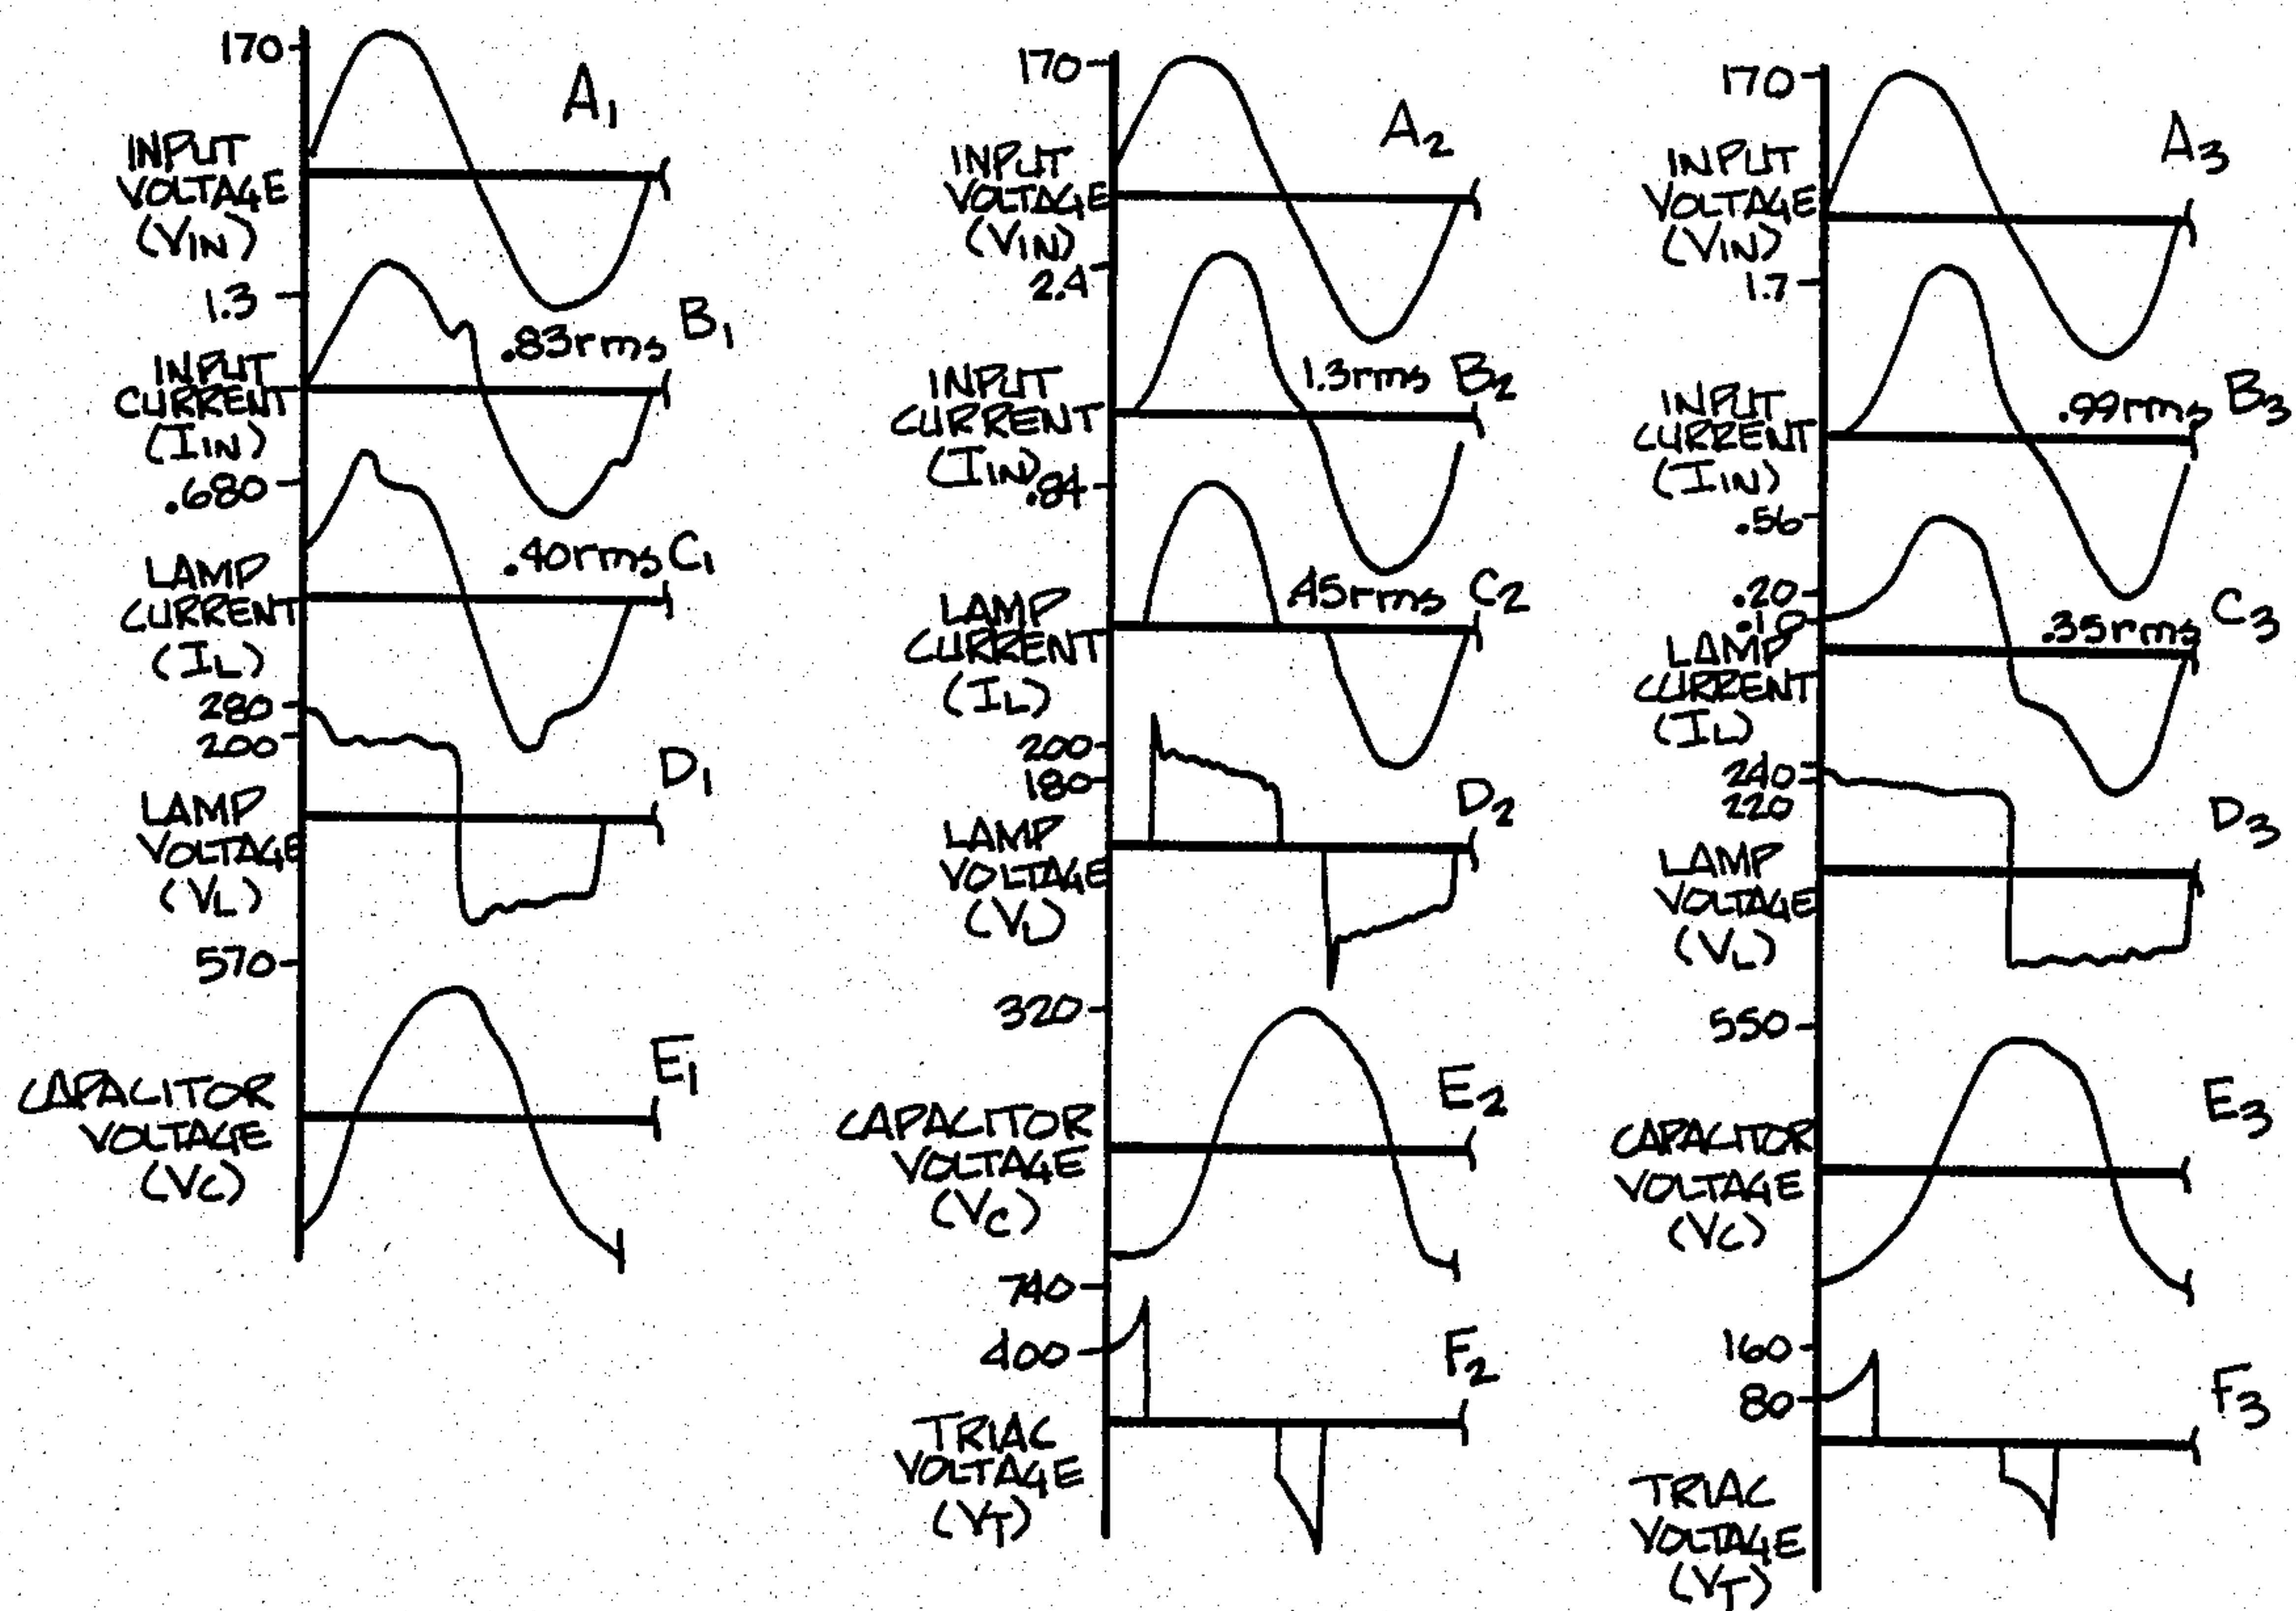 170
A1
INPUT
VOLTAGE
(VIN)
1.3
.83rms B1
INPUT
CURRENT
(IIN)
.680
.40rms C1
LAMP
CURRENT
(IL)
280
200
D1
LAMP
VOLTAGE
(VL)
570
E1
CAPACITOR
VOLTAGE
(VC)
170
A2
INPUT
VOLTAGE
(VIN)
2.4
1.3rms B2
INPUT
CURRENT
(IIN)
.84
.45rms C2
LAMP
CURRENT
(IL)
200
180
D2
LAMP
VOLTAGE
(VL)
320
E2
CAPACITOR
VOLTAGE
(VC)
740
400
F2
TRIAC
VOLTAGE
(VT)
170
A3
INPUT
VOLTAGE
(VIN)
1.7
.99rms B3
INPUT
CURRENT
(IIN)
.56
.20
.10
.35rms C3
LAMP
CURRENT
(IL)
240
220
D3
LAMP
VOLTAGE
(VL)
550
E3
CAPACITOR
VOLTAGE
(VC)
160
80
F3
TRIAC
VOLTAGE
(VT)